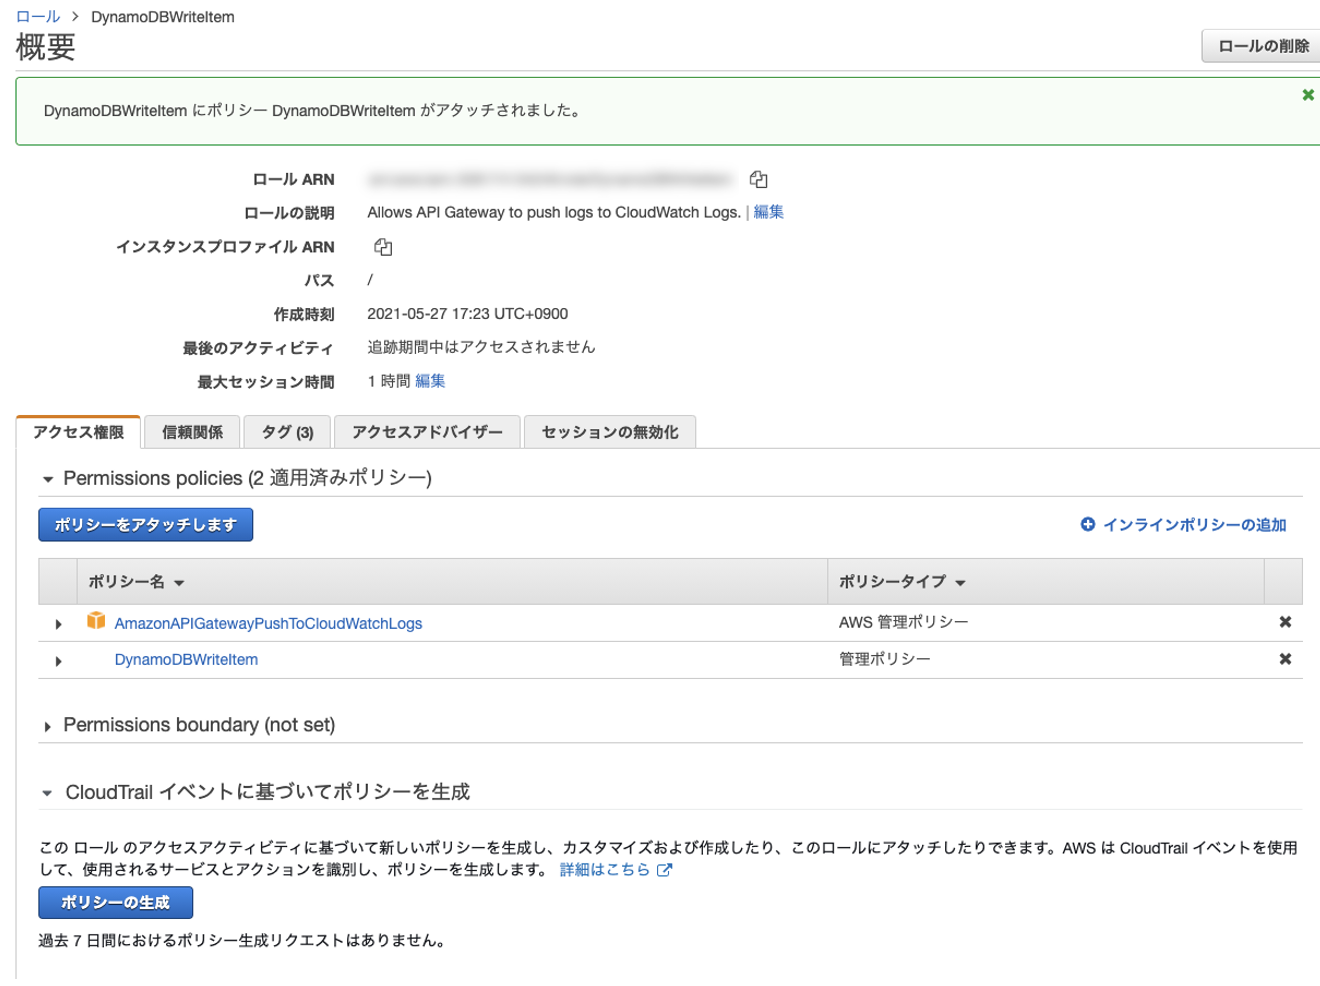 ロール > DynamoDBWriteItem
概要
ロールの削除
DynamoDBWriteItem にポリシー DynamoDBWriteItem がアタッチされました。
ロール ARN
ロールの説明 Allows API Gateway to push logs to CloudWatch Logs. | 編集
インスタンスプロファイル ARN
パス /
作成時刻 2021-05-27 17:23 UTC+0900
最後のアクティビティ 追跡期間中はアクセスされません
最大セッション時間 1 時間 編集
アクセス権限 信頼関係 タグ (3) アクセスアドバイザー セッションの無効化
Permissions policies (2 適用済みポリシー)
ポリシーをアタッチします インラインポリシーの追加
ポリシー名 ポリシータイプ
AmazonAPIGatewayPushToCloudWatchLogs AWS 管理ポリシー
DynamoDBWriteItem 管理ポリシー
Permissions boundary (not set)
CloudTrail イベントに基づいてポリシーを生成
この ロール のアクセスアクティビティに基づいて新しいポリシーを生成し、カスタマイズおよび作成したり、このロールにアタッチしたりできます。AWS は CloudTrail イベントを使用
して、使用されるサービスとアクションを識別し、ポリシーを生成します。 詳細はこちら
ポリシーの生成
過去 7 日間におけるポリシー生成リクエストはありません。